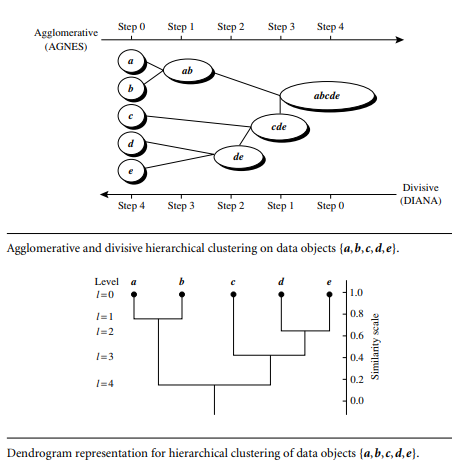 Agglomerative
(AGNES)
Step 0 Step 1 Step 2 Step 3 Step 4
a
b
ab
c
d
e
de
cde
abcde
Step 4 Step 3 Step 2 Step 1 Step 0
Divisive
(DIANA)
Agglomerative and divisive hierarchical clustering on data objects {a, b, c, d, e}.
Level a b c d e
l=0
l=1
l=2
l=3
l=4
1.0
0.8
0.6
0.4
0.2
0.0
Similarity scale
Dendrogram representation for hierarchical clustering of data objects {a, b, c, d, e}.